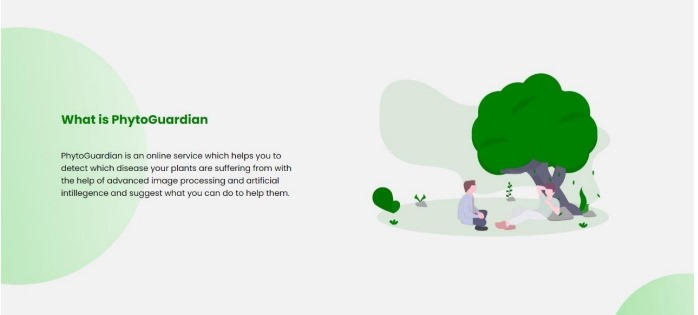 What is PhytoGuardian
PhytoGuardian is an online service which helps you to
detect which disease your plants are suffering from with
the help of advanced image processing and artificial
intillegence and suggest what you can do to help them.